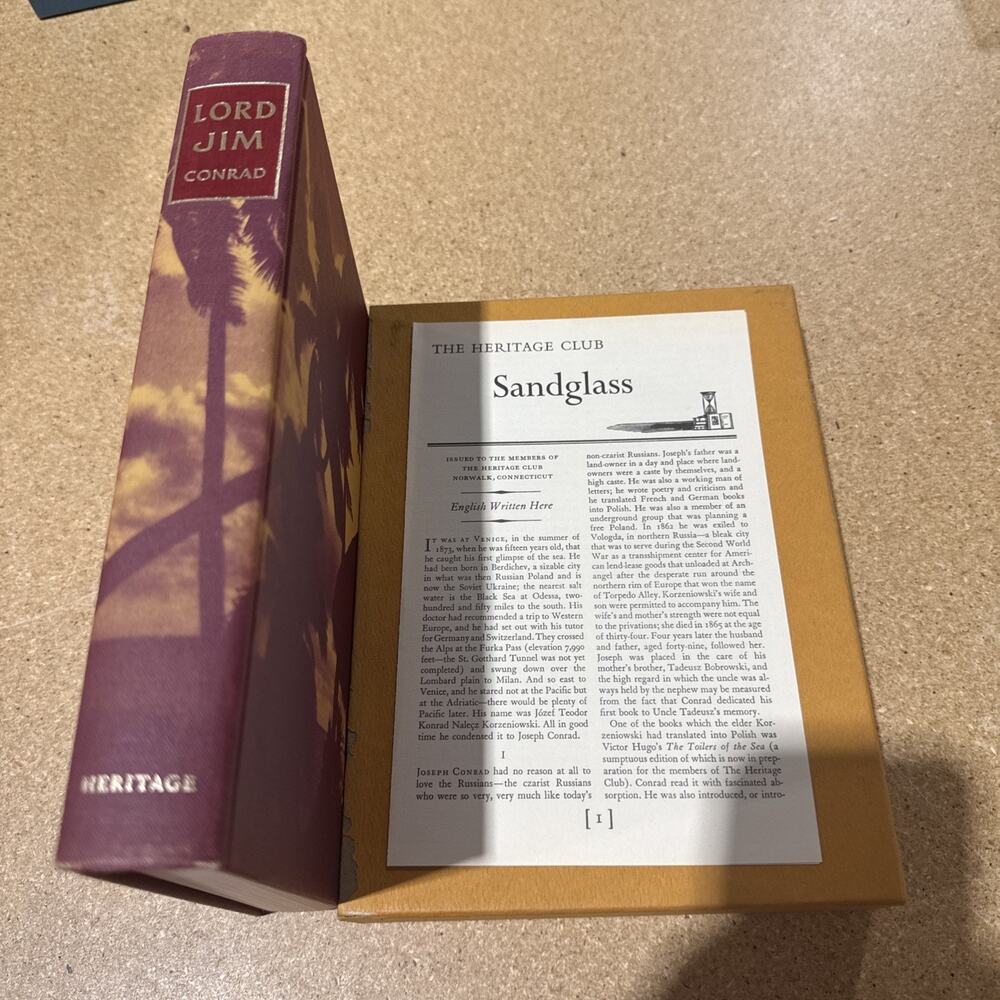 LORD
JIM
CONRAD
HERITAGE
THE HERITAGE CLUB
Sandglass
ISSUED TO THE MEMBERS OF
THE HERITAGE CLUB
NORWALK, CONNECTICUT
English Written Here
IT WAS AT VENICE, in the summer of
1873, when he was fifteen years old, that
he caught his first glimpse of the sea. He
had been born in Berdichev, a sizable city
in what was then Russian Poland and is
now the Soviet Ukraine; the nearest salt
water is the Black Sea at Odessa, two-
hundred and fifty miles to the south. His
doctor had recommended a trip to Western
Europe, and he had set out with his tutor
for Germany and Switzerland. They crossed
the Alps at the Furka Pass (elevation 7,990
feet—the St. Gotthard Tunnel was not yet
completed) and swung down over the
Lombard plain to Milan. And so east to
Venice, and he stared not at the Pacific but
at the Adriatic—there would be plenty of
Pacific later. His name was Józef Teodor
Konrad Nalęcz Korzeniowski. All in good
time he condensed it to Joseph Conrad.
I
JOSEPH CONRAD had no reason at all to
love the Russians—the czarist Russians
who were so very, very much like today's
non-czarist Russians. Joseph's father was a
land-owner in a day and place where land-
owners were a caste by themselves, and a
high caste. He was also a working man of
letters; he wrote poetry and criticism and
he translated French and German books
into Polish. He was also a member of an
underground group that was planning a
free Poland. In 1862 he was exiled to
Vologda, in northern Russia—a bleak city
that was to serve during the Second World
War as a transshipment center for Ameri-
can lend-lease goods that unloaded at Arch-
angel after the desperate run around the
northern rim of Europe that won the name
of Torpedo Alley. Korzeniowski's wife and
son were permitted to accompany him. The
wife's and mother's strength were not equal
to the privations; she died in 1865 at the age
of thirty-four. Four years later the husband
and father, aged forty-nine, followed her.
Joseph was placed in the care of his
mother's brother, Tadeusz Bobrowski, and
the high regard in which the uncle was al-
ways held by the nephew may be measured
from the fact that Conrad dedicated his
first book to Uncle Tadeusz's memory.
One of the books which the elder Kor-
zeniowski had translated into Polish was
Victor Hugo's The Toilers of the Sea (a
sumptuous edition of which is now in prep-
aration for the members of The Heritage
Club). Conrad read it with fascinated ab-
sorption. He was also introduced, or intro-
[1]